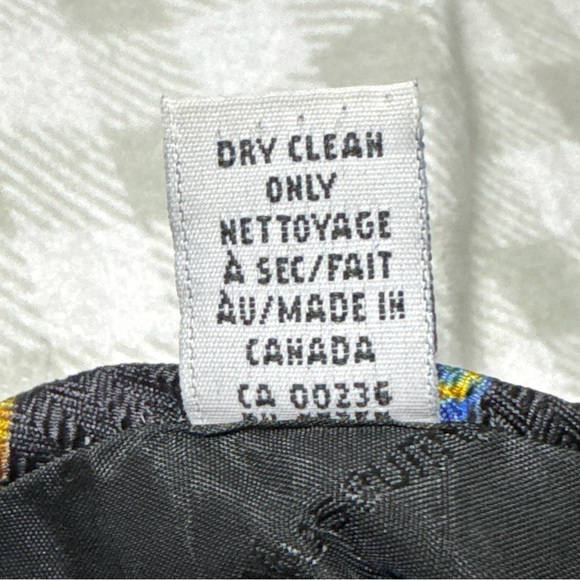 DRY CLEAN
ONLY
NETTOYAGE
À SEC/FAIT
AU/MADE IN
CANADA
CA 00236